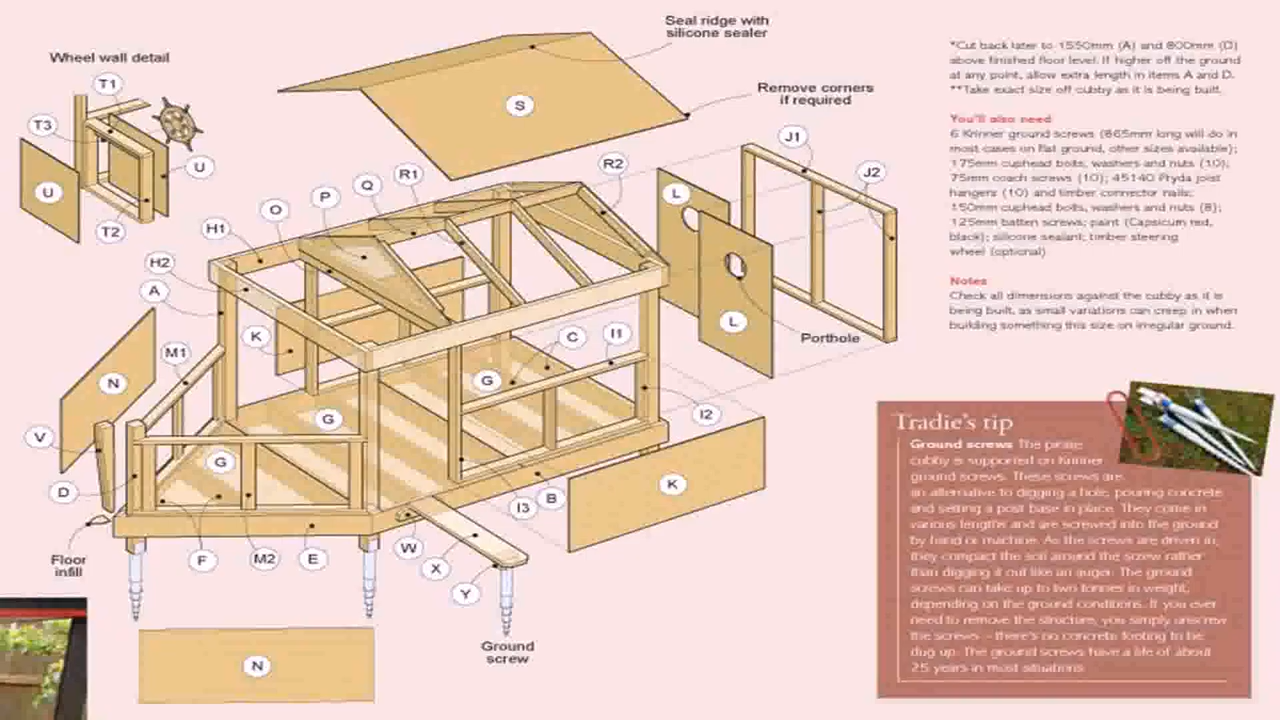 Wheel wall detail
T1
T3
U
U
T2
Seal ridge with
silicone sealer
S
Remove corners
if required
J1
J2
R2
R1
Q
P
O
H1
H2
A
L
L
Porthole
K
M1
N
C
I1
G
G
G
I2
V
D
K
B
I3
W
X
Y
E
M2
F
Floor
infill
Ground
screw
N
*Cut back later to 1550mm (A) and 800mm (D)
above finished floor level. If higher off the ground
at any point, allow extra length in items A and D.
**Take exact size off cubby as it is being built.
You'll also need
6 Krinner ground screws (865mm long will do in
most cases on flat ground, other sizes available);
175mm cuphead bolts, washers and nuts (10);
75mm coach screws (10); 45140 Pryda joist
hangers (10) and timber connector nails;
150mm cuphead bolts, washers and nuts (8);
125mm batten screws; paint (Capsicum red,
black); silicone sealant; timber steering
wheel (optional)
Notes
Check all dimensions against the cubby as it is
being built, as small variations can creep in when
building something this size on irregular ground.
Tradie's tip
Ground screws The pirate
cubby is supported on Krinner
ground screws. These screws are
an alternative to digging a hole, pouring concrete
and setting a post base in place. They come in
various lengths and are screwed into the ground
by hand or machine. As the screws are driven in,
they compact the soil around the screw rather
than digging it out like an auger. The ground
screws can take up to two tonnes in weight,
depending on the ground conditions. If you ever
need to remove the structure, you simply unscrew
the screws – there's no concrete footing to be
dug up. The ground screws have a life of about
25 years in most situations